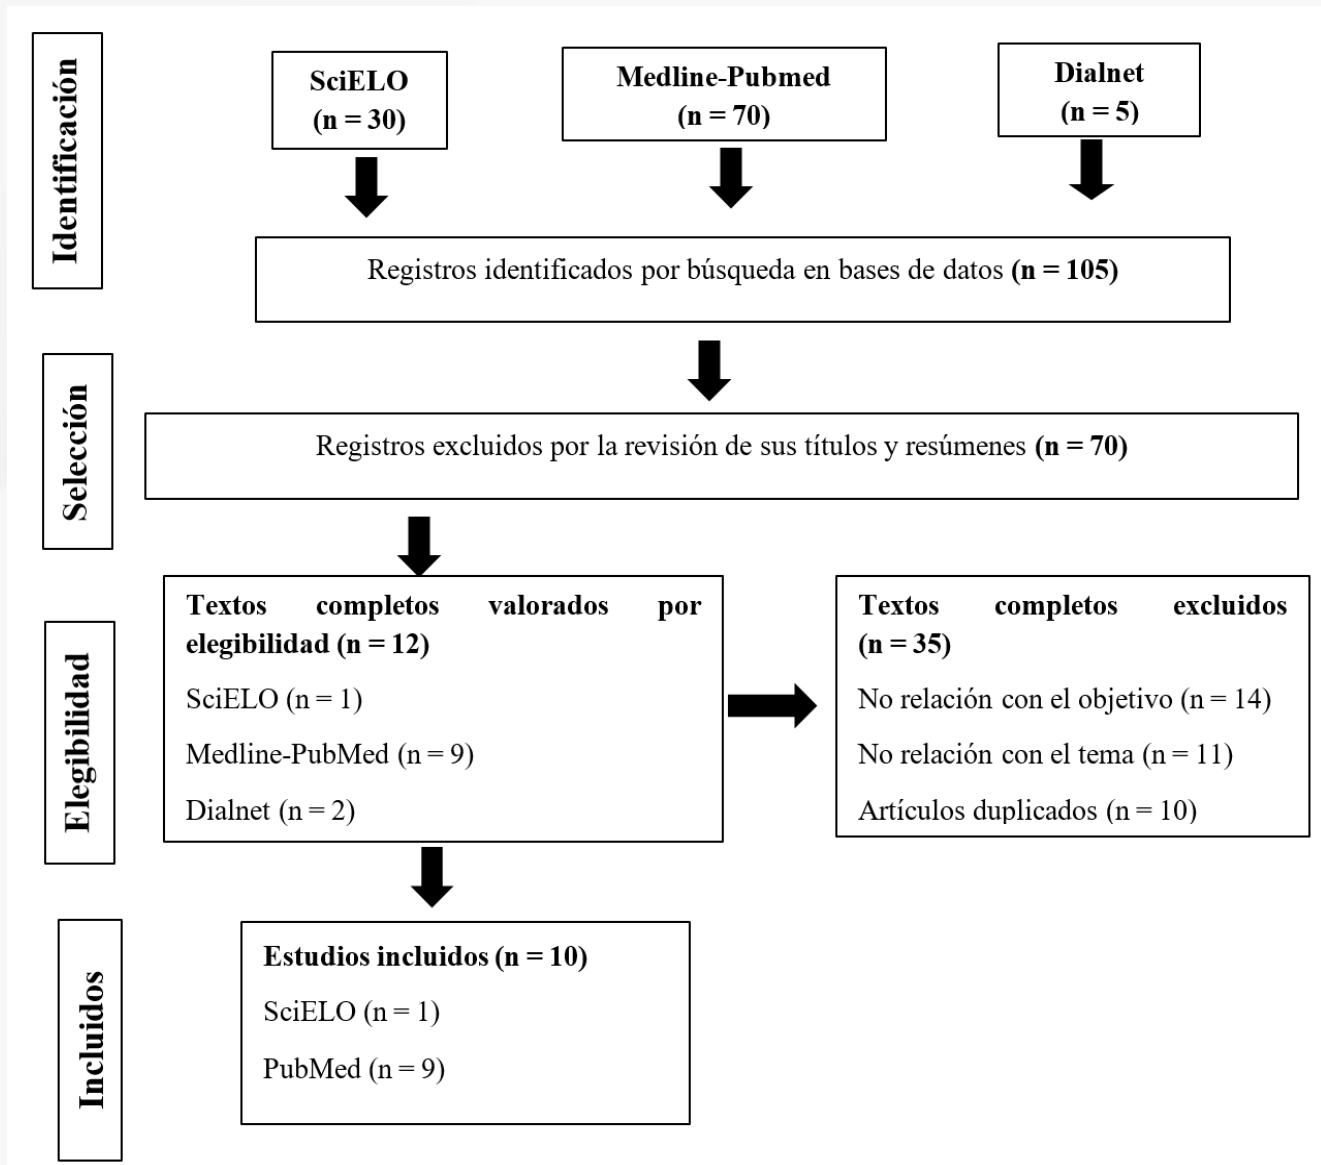 Identificación
SciELO
(n = 30)
Medline-Pubmed
(n = 70)
Dialnet
(n = 5)
Registros identificados por búsqueda en bases de datos (n = 105)
Selección
Registros excluidos por la revisión de sus títulos y resúmenes (n = 70)
Elegibilidad
Textos completos valorados por
elegibilidad (n = 12)
SciELO (n = 1)
Medline-PubMed (n = 9)
Dialnet (n = 2)
Textos completos excluidos
(n = 35)
No relación con el objetivo (n = 14)
No relación con el tema (n = 11)
Artículos duplicados (n = 10)
Incluidos
Estudios incluidos (n = 10)
SciELO (n = 1)
PubMed (n = 9)